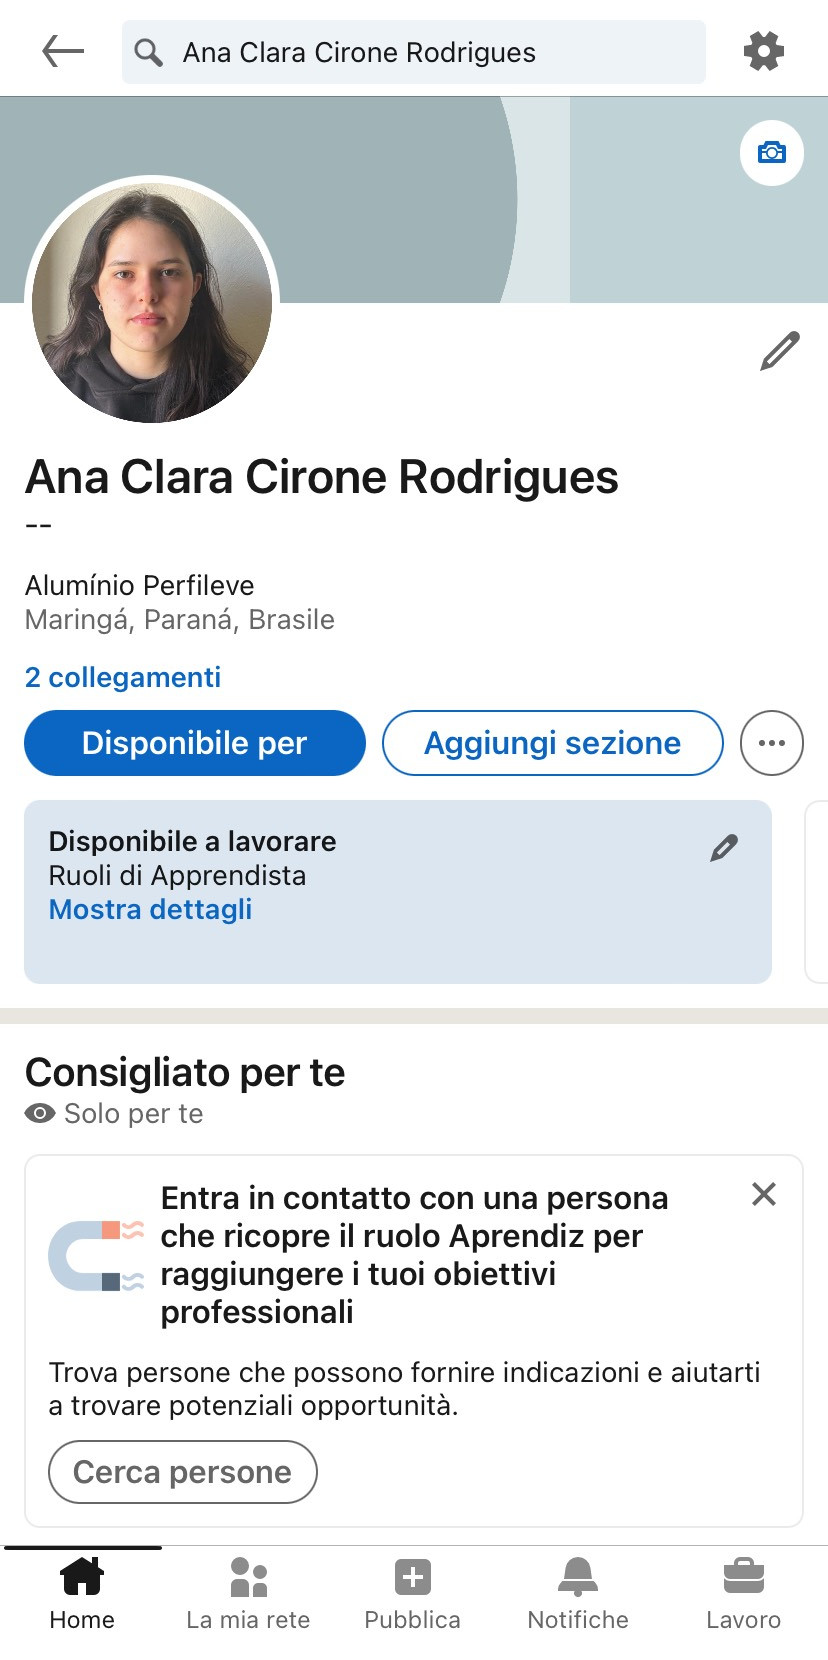 Ana Clara Cirone Rodrigues
Ana Clara Cirone Rodrigues
--
Alumínio Perfileve
Maringá, Paraná, Brasile
2 collegamenti
Disponibile per
Aggiungi sezione
Disponibile a lavorare
Ruoli di Apprendista
Mostra dettagli
Consigliato per te
Solo per te
Entra in contatto con una persona
che ricopre il ruolo Aprendiz per
raggiungere i tuoi obiettivi
professionali
Trova persone che possono fornire indicazioni e aiutarti
a trovare potenziali opportunità.
Cerca persone
Home
La mia rete
Pubblica
Notifiche
Lavoro